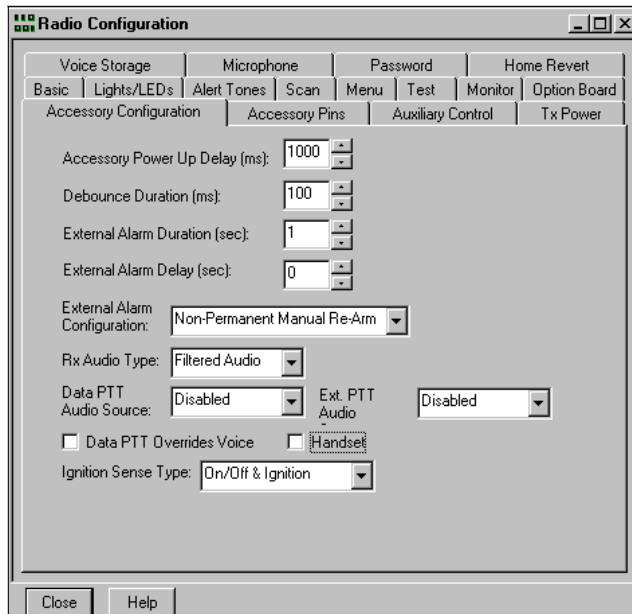 Radio Configuration
Voice Storage Microphone Password Home Revert
Basic Lights/LEDs Alert Tones Scan Menu Test Monitor Option Board
Accessory Configuration Accessory Pins Auxiliary Control Tx Power
Accessory Power Up Delay (ms): 1000
Debounce Duration (ms): 100
External Alarm Duration (sec): 1
External Alarm Delay (sec): 0
External Alarm
Configuration: Non-Permanent Manual Re-Arm
Rx Audio Type: Filtered Audio
Data PTT
Audio Source: Disabled
Ext. PTT
Audio
Disabled
Data PTT Overrides Voice Handset
Ignition Sense Type: On/Off & Ignition
Close Help